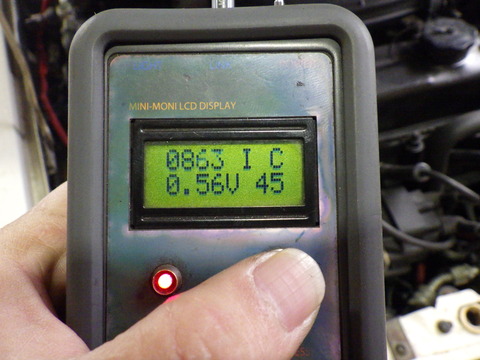 MINI-MONI LCD DISPLAY
0863 I C
0.56V 45